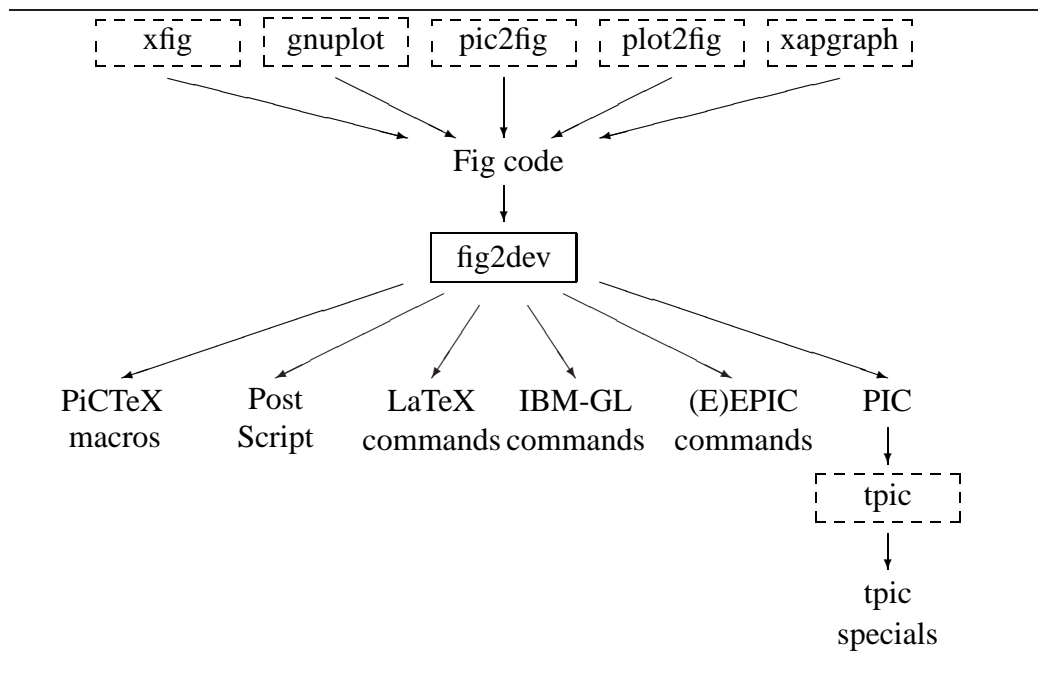 xfig gnuplot pic2fig plot2fig xapgraph
Fig code
fig2dev
PiCTeX Post LaTeX IBM-GL (E)EPIC PIC
macros Script commands commands commands
tpic
tpic
specials